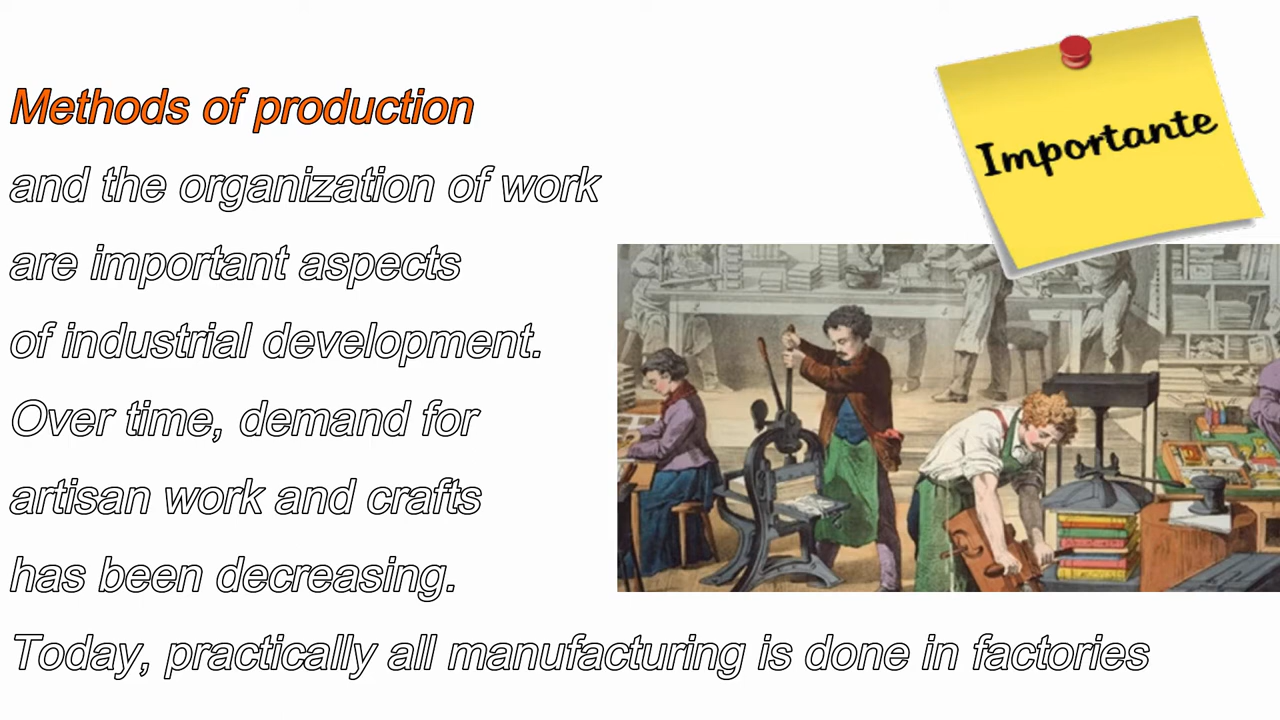 Methods of production
and the organization of work
are important aspects
of industrial development.
Over time, demand for
artisan work and crafts
has been decreasing.
Today, practically all manufacturing is done in factories
Importante